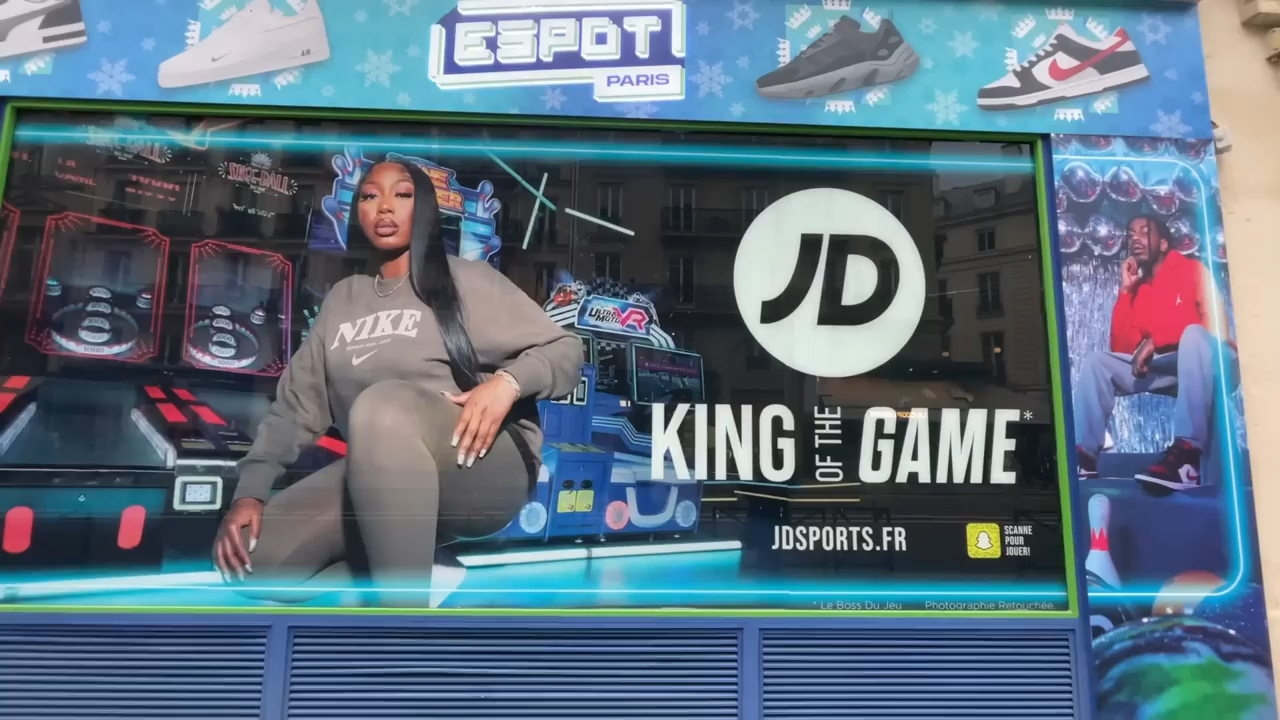 ESPOT
PARIS
SKEE-BALL
NIKE
ULTRA
MOTO VR
JD
KING OF THE GAME*
JDSPORTS.FR
SCANNE
POUR
JOUER!
* Le Boss Du Jeu
Photographie Retouchée.